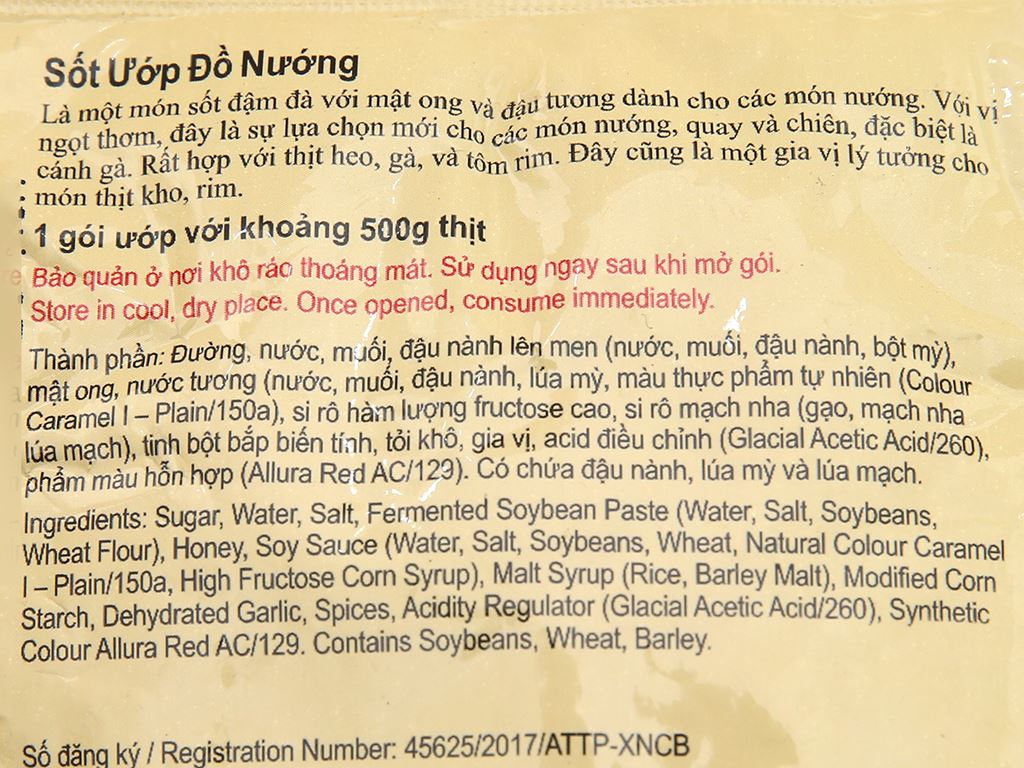 Sốt Ướp Đồ Nướng
Là một món sốt đậm đà với mật ong và đậu tương dành cho các món nướng. Với vị
ngọt thơm, đây là sự lựa chọn mới cho các món nướng, quay và chiên, đặc biệt là
cánh gà. Rất hợp với thịt heo, gà, và tôm rim. Đây cũng là một gia vị lý tưởng cho
món thịt kho, rim.
1 gói ướp với khoảng 500g thịt
Bảo quản ở nơi khô ráo thoáng mát. Sử dụng ngay sau khi mở gói.
Store in cool, dry place. Once opened, consume immediately.
Thành phần: Đường, nước, muối, đậu nành lên men (nước, muối, đậu nành, bột mỳ),
mật ong, nước tương (nước, muối, đậu nành, lúa mỳ, màu thực phẩm tự nhiên (Colour
Caramel I – Plain/150a), si rô hàm lượng fructose cao, si rô mạch nha (gạo, mạch nha
lúa mạch), tinh bột bắp biến tính, tỏi khô, gia vị, acid điều chỉnh (Glacial Acetic Acid/260),
phẩm màu hỗn hợp (Allura Red AC/129). Có chứa đậu nành, lúa mỳ và lúa mạch.
Ingredients: Sugar, Water, Salt, Fermented Soybean Paste (Water, Salt, Soybeans,
Wheat Flour), Honey, Soy Sauce (Water, Salt, Soybeans, Wheat, Natural Colour Caramel
I – Plain/150a, High Fructose Corn Syrup), Malt Syrup (Rice, Barley Malt), Modified Corn
Starch, Dehydrated Garlic, Spices, Acidity Regulator (Glacial Acetic Acid/260), Synthetic
Colour Allura Red AC/129. Contains Soybeans, Wheat, Barley.
Số đăng ký / Registration Number: 45625/2017/ATTP-XNCB